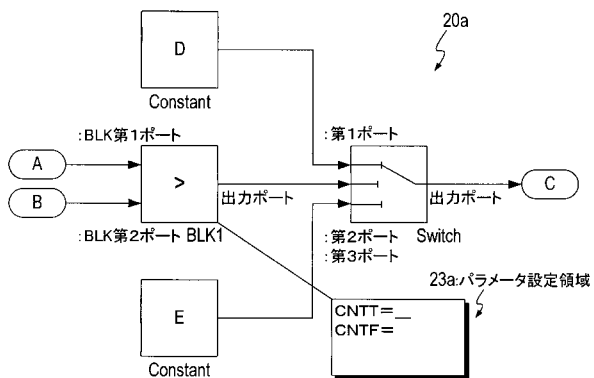 20a
D
Constant
:BLK第1ポート
:第1ポート
A
B
>
出力ポート
出力ポート
C
:BLK第2ポート
BLK1
:第2ポート
Switch
:第3ポート
23a:パラメータ設定領域
E
Constant
CNTT=__
CNTF=